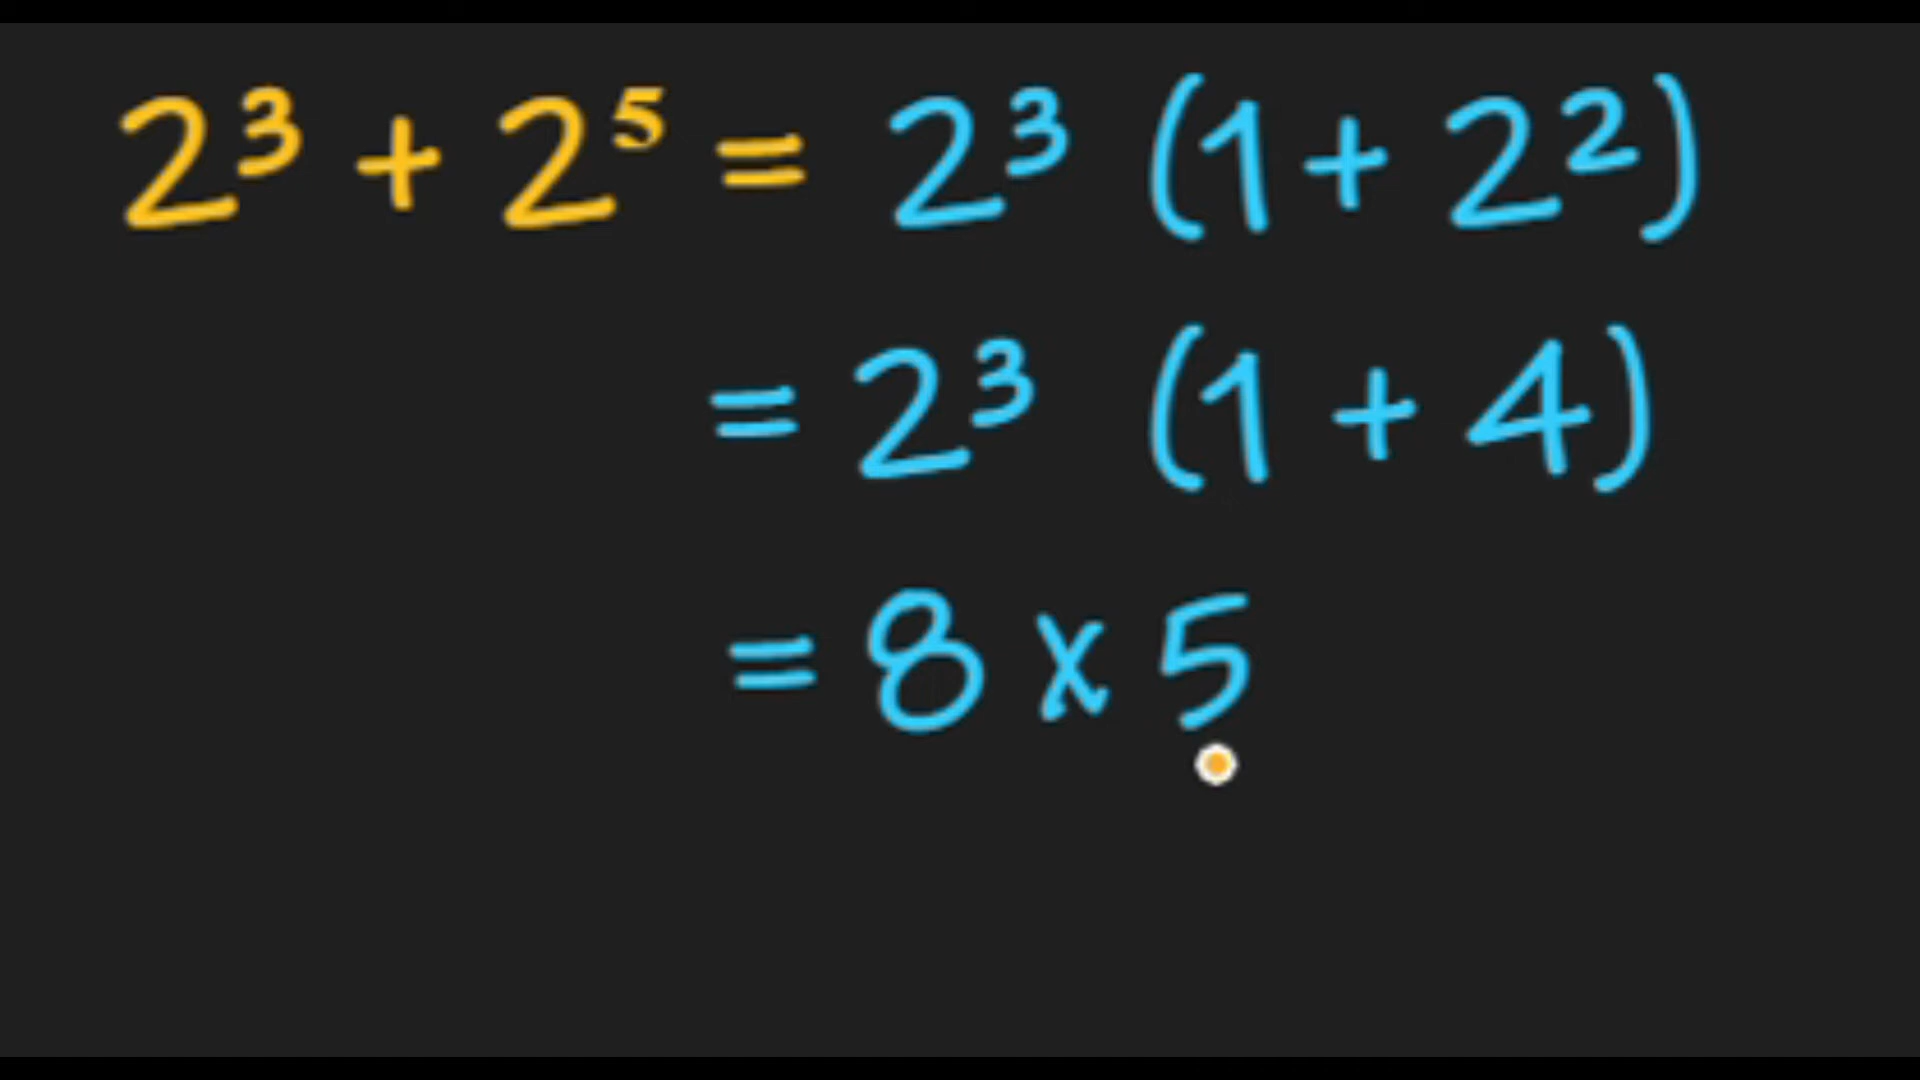 2³ + 2⁵ = 2³ (1 + 2²)
= 2³ (1 + 4)
= 8 x 5